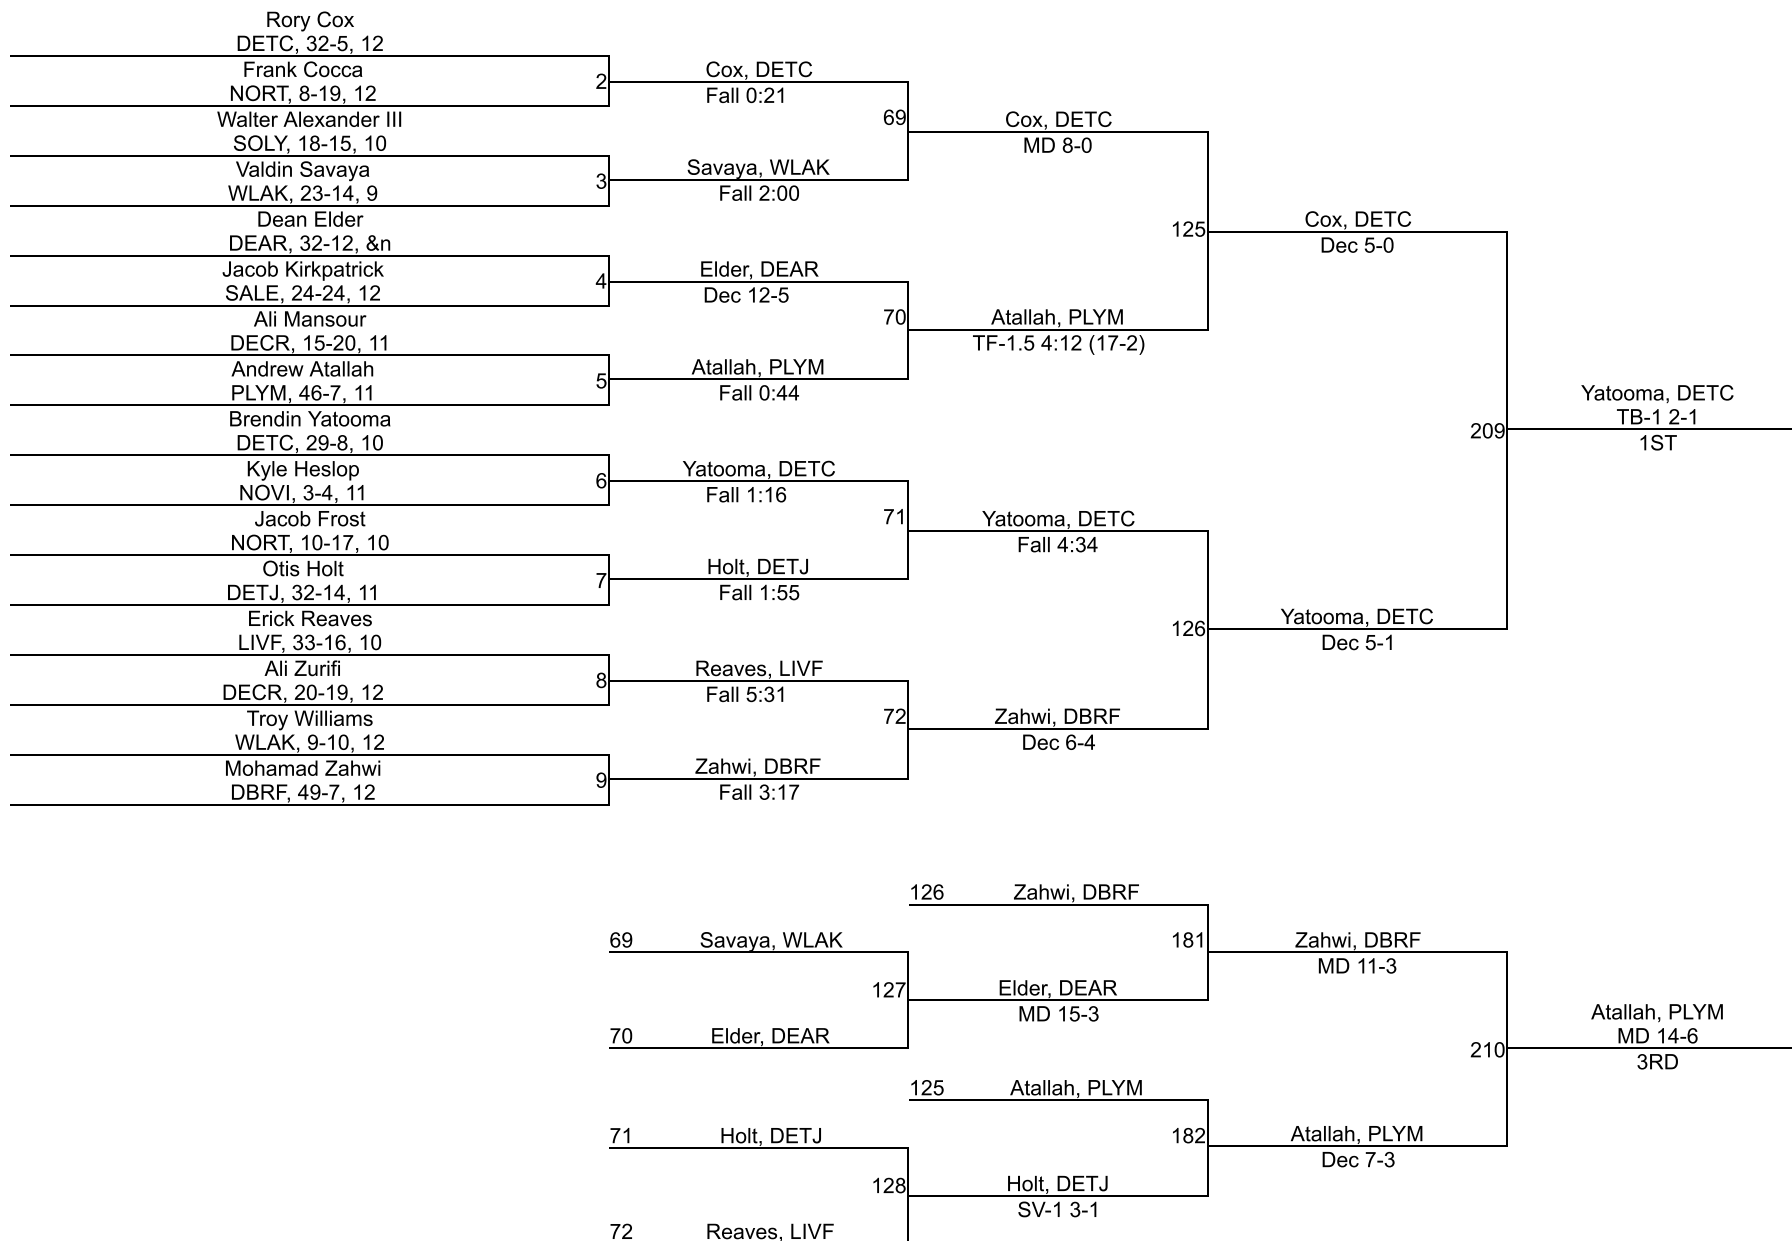 Rory Cox
DETC, 32-5, 12
Frank Cocca
NORT, 8-19, 12
Walter Alexander III
SOLY, 18-15, 10
Valdin Savaya
WLAK, 23-14, 9
Dean Elder
DEAR, 32-12, &n
Jacob Kirkpatrick
SALE, 24-24, 12
Ali Mansour
DECR, 15-20, 11
Andrew Atallah
PLYM, 46-7, 11
Brendin Yatooma
DETC, 29-8, 10
Kyle Heslop
NOVI, 3-4, 11
Jacob Frost
NORT, 10-17, 10
Otis Holt
DETJ, 32-14, 11
Erick Reaves
LIVF, 33-16, 10
Ali Zurifi
DECR, 20-19, 12
Troy Williams
WLAK, 9-10, 12
Mohamad Zahwi
DBRF, 49-7, 12
2
Cox, DETC
Fall 0:21
3
Savaya, WLAK
Fall 2:00
4
Elder, DEAR
Dec 12-5
5
Atallah, PLYM
Fall 0:44
6
Yatooma, DETC
Fall 1:16
7
Holt, DETJ
Fall 1:55
8
Reaves, LIVF
Fall 5:31
9
Zahwi, DBRF
Fall 3:17
69
Cox, DETC
MD 8-0
70
Atallah, PLYM
TF-1.5 4:12 (17-2)
71
Yatooma, DETC
Fall 4:34
72
Zahwi, DBRF
Dec 6-4
125
Cox, DETC
Dec 5-0
126
Yatooma, DETC
Dec 5-1
209
Yatooma, DETC
TB-1 2-1
1ST
69 Savaya, WLAK
70 Elder, DEAR
71 Holt, DETJ
72 Reaves, LIVF
126 Zahwi, DBRF
127
Elder, DEAR
MD 15-3
125 Atallah, PLYM
128
Holt, DETJ
SV-1 3-1
181
Zahwi, DBRF
MD 11-3
182
Atallah, PLYM
Dec 7-3
210
Atallah, PLYM
MD 14-6
3RD